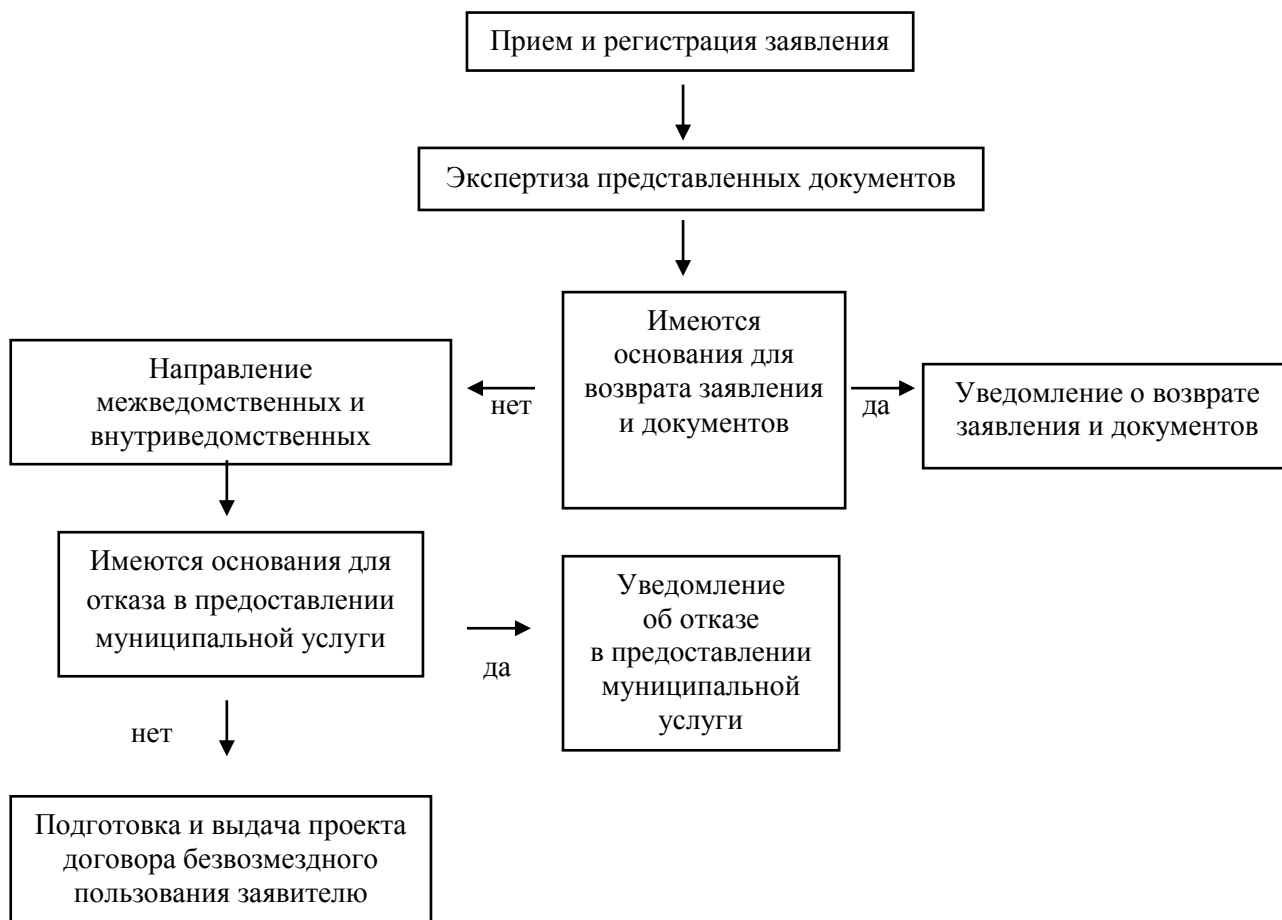 Прием и регистрация заявления
Экспертиза представленных документов
Имеются
основания для
возврата заявления
и документов
Направление
межведомственных и
внутриведомственных
нет
да
Уведомление о возврате
заявления и документов
Имеются основания для
отказа в предоставлении
муниципальной услуги
да
Уведомление
об отказе
в предоставлении
муниципальной
услуги
нет
Подготовка и выдача проекта
договора безвозмездного
пользования заявителю